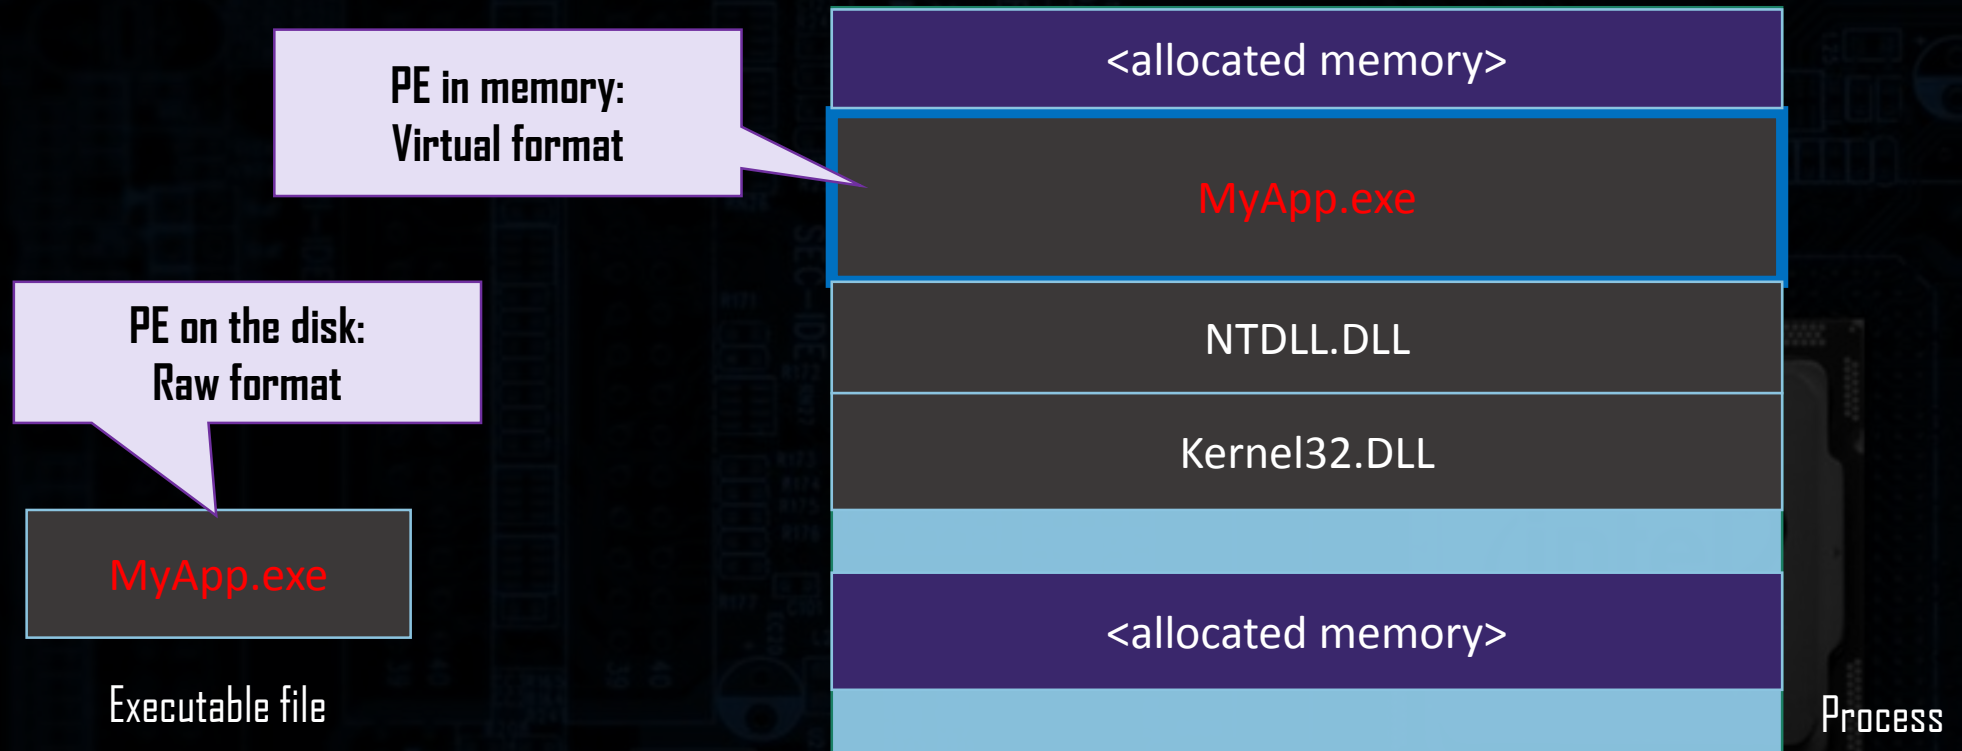 <allocated memory>
PE in memory:
Virtual format
MyApp.exe
PE on the disk:
Raw format
NTDLL.DLL
Kernel32.DLL
MyApp.exe
<allocated memory>
Executable file
Process